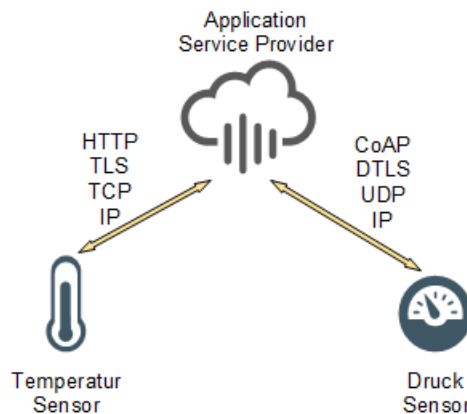 Application
Service Provider
HTTP
TLS
TCP
IP
CoAP
DTLS
UDP
IP
Temperatur
Sensor
Druck
Sensor